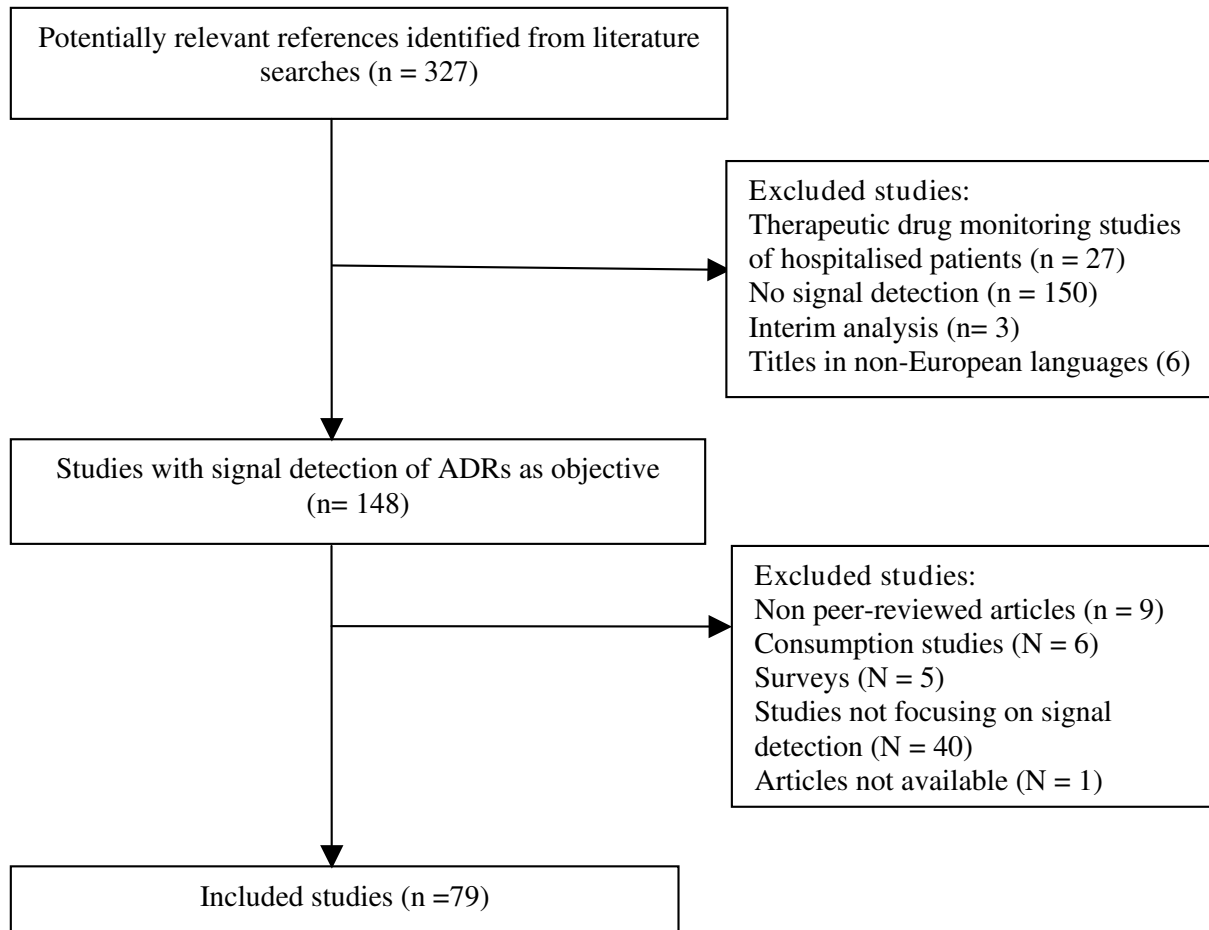 Potentially relevant references identified from literature
searches (n = 327)
Excluded studies:
Therapeutic drug monitoring studies
of hospitalised patients (n = 27)
No signal detection (n = 150)
Interim analysis (n= 3)
Titles in non-European languages (6)
Studies with signal detection of ADRs as objective
(n= 148)
Excluded studies:
Non peer-reviewed articles (n = 9)
Consumption studies (N = 6)
Surveys (N = 5)
Studies not focusing on signal
detection (N = 40)
Articles not available (N = 1)
Included studies (n =79)